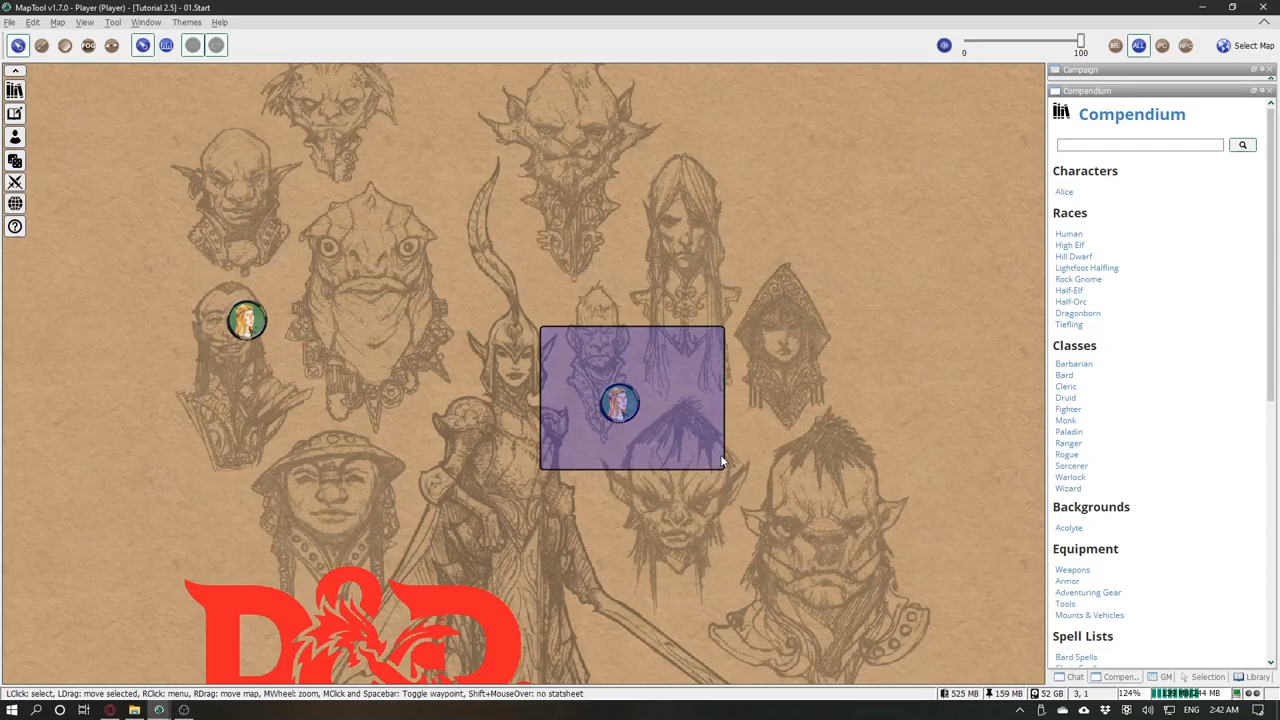 MapTool v1.7.0 - Player (Player) - [Tutorial 2.5] - 01.Start
File Edit Map View Tool Window Themes Help
FOG
0 100
ME ALL PC NPC Select Map
Campaign
Compendium
Compendium
Characters
Alice
Races
Human
High Elf
Hill Dwarf
Lightfoot Halfling
Rock Gnome
Half-Elf
Half-Orc
Dragonborn
Tiefling
Classes
Barbarian
Bard
Cleric
Druid
Fighter
Monk
Paladin
Ranger
Rogue
Sorcerer
Warlock
Wizard
Backgrounds
Acolyte
Equipment
Weapons
Armor
Adventuring Gear
Tools
Mounts & Vehicles
Spell Lists
Bard Spells
D&D
Chat Compen... GM Selection Library
LClick: select, LDrag: move selected, RClick: menu, RDrag: move map, MWheel: zoom, MClick and Spacebar: Toggle waypoint, Shift+MouseOver: no statsheet
525 MB 159 MB 52 GB 3, 1 124%
ENG 2:42 AM